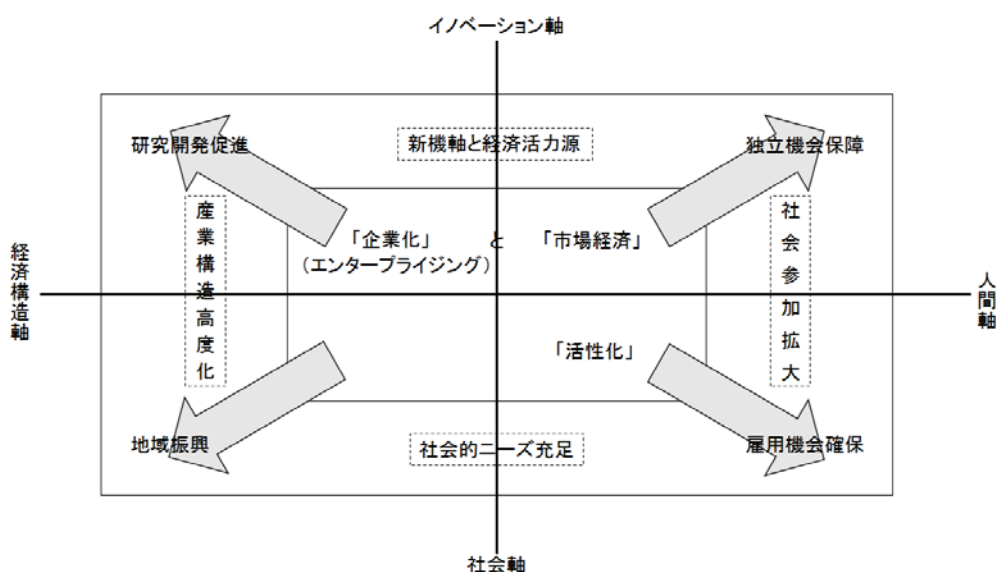 イノベーション軸
研究開発促進
新機軸と経済活力源
独立機会保障
産業構造高度化
社会参加拡大
「企業化」 と 「市場経済」
(エンタープライジング)
経済構造軸
人間軸
「活性化」
地域振興
社会的ニーズ充足
雇用機会確保
社会軸